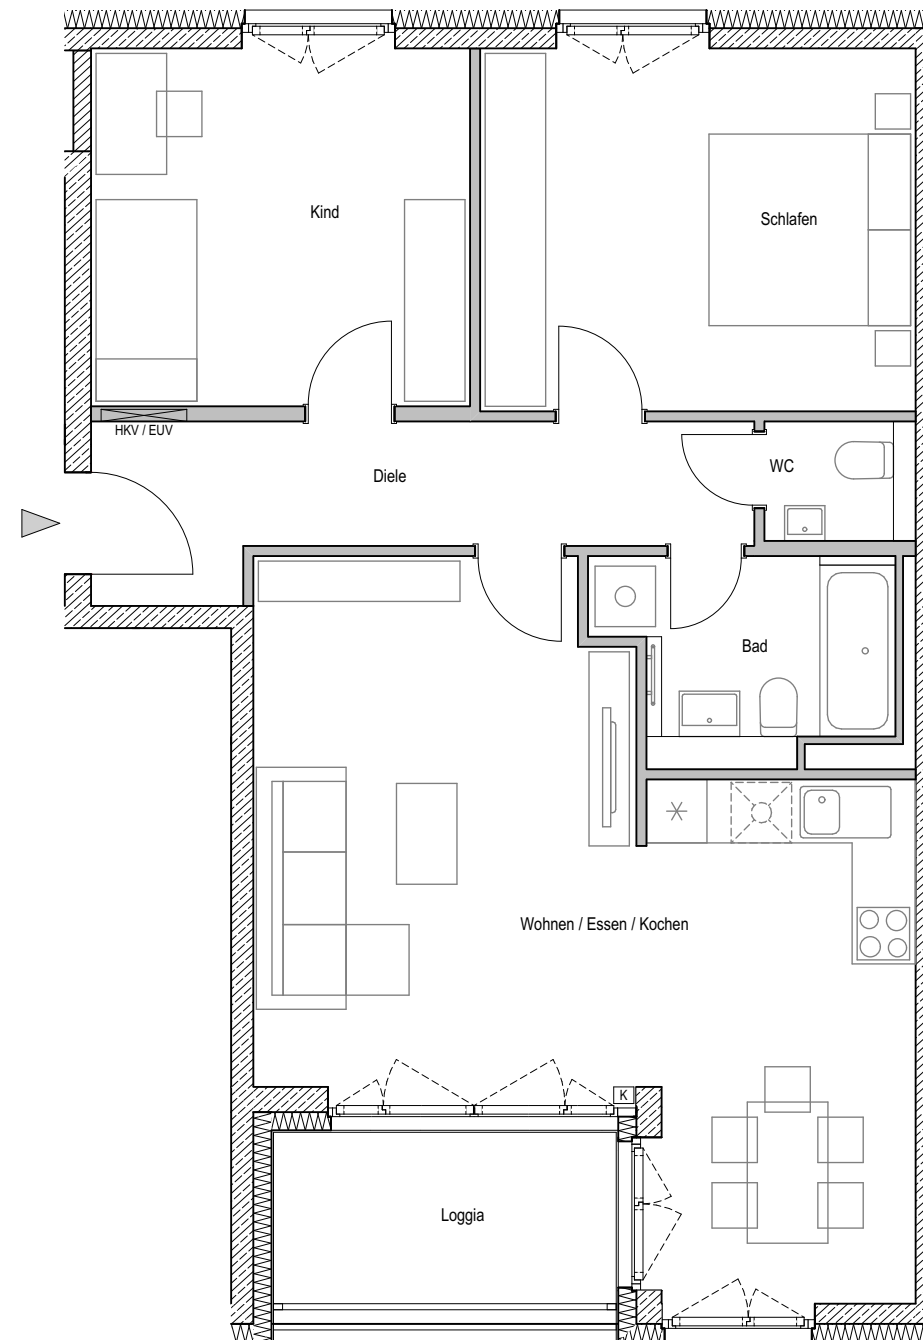 Kind
Schlafen
HKV / EUV
Diele
WC
Bad
Wohnen / Essen / Kochen
K
Loggia